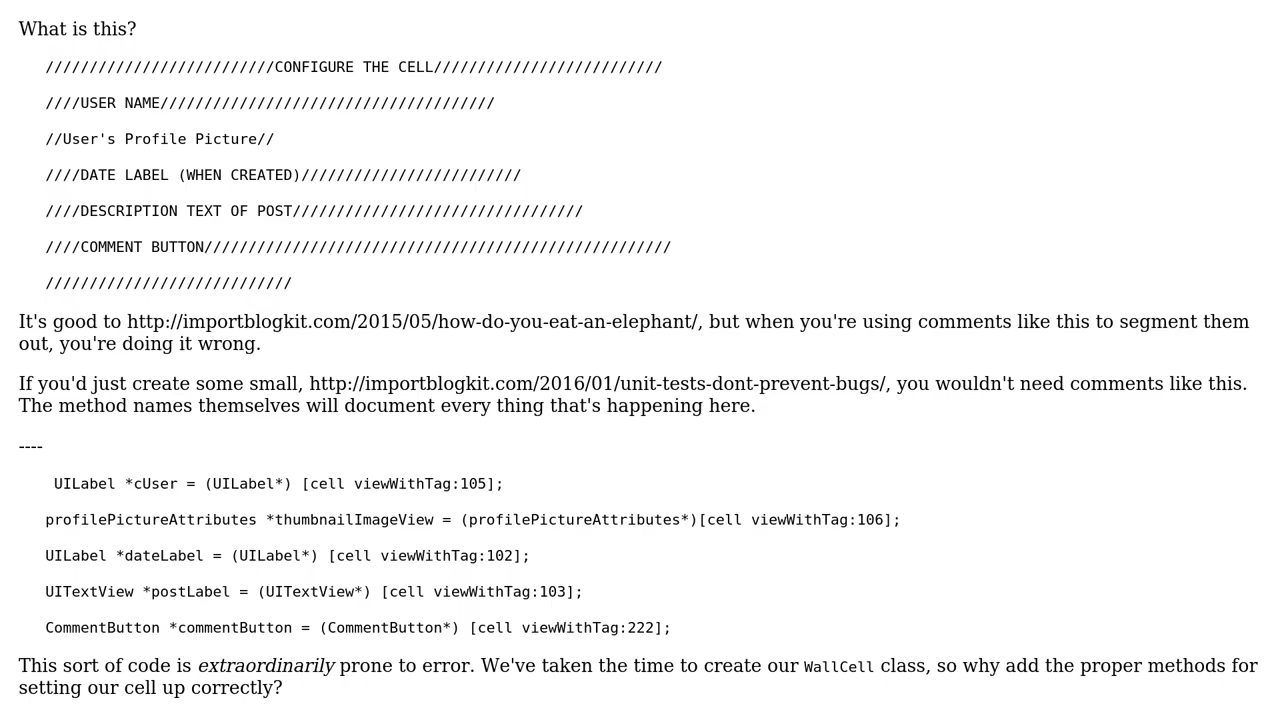 What is this?
//////////////////////////CONFIGURE THE CELL//////////////////////////
////USER NAME//////////////////////////////////////
//User's Profile Picture//
////DATE LABEL (WHEN CREATED)/////////////////////////
////DESCRIPTION TEXT OF POST/////////////////////////////////
////COMMENT BUTTON/////////////////////////////////////////////////////
////////////////////////////
It's good to http://importblogkit.com/2015/05/how-do-you-eat-an-elephant/, but when you're using comments like this to segment them
out, you're doing it wrong.
If you'd just create some small, http://importblogkit.com/2016/01/unit-tests-dont-prevent-bugs/, you wouldn't need comments like this.
The method names themselves will document every thing that's happening here.
----
UILabel *cUser = (UILabel*) [cell viewWithTag:105];
profilePictureAttributes *thumbnailImageView = (profilePictureAttributes*)[cell viewWithTag:106];
UILabel *dateLabel = (UILabel*) [cell viewWithTag:102];
UITextView *postLabel = (UITextView*) [cell viewWithTag:103];
CommentButton *commentButton = (CommentButton*) [cell viewWithTag:222];
This sort of code is extraordinarily prone to error. We've taken the time to create our WallCell class, so why add the proper methods for
setting our cell up correctly?